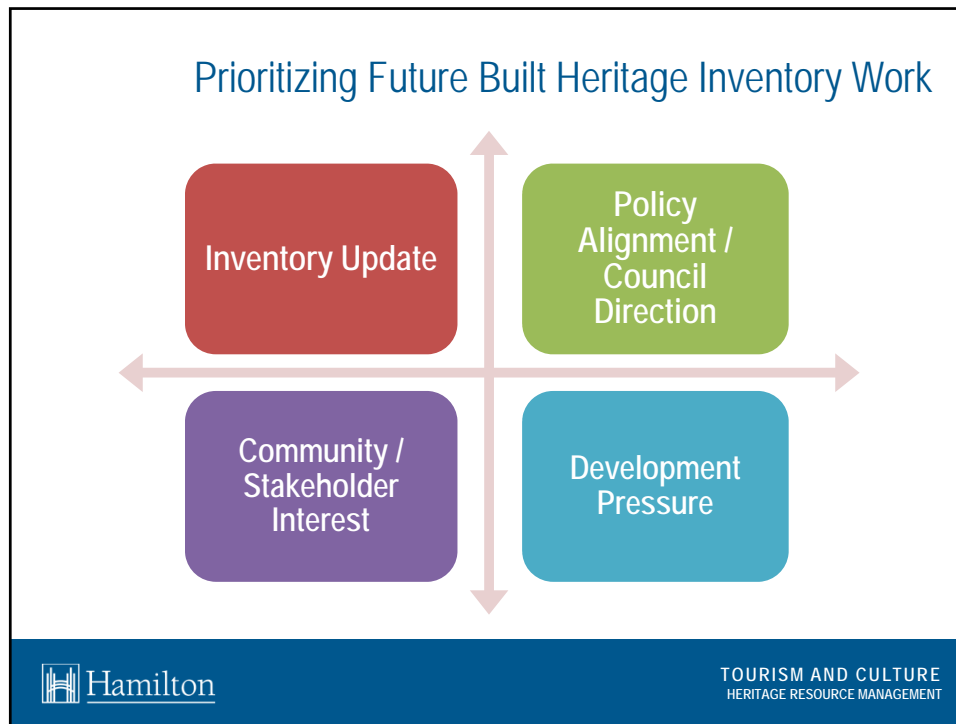 Prioritizing Future Built Heritage Inventory Work
Inventory Update
Policy
Alignment /
Council
Direction
Community /
Stakeholder
Interest
Development
Pressure
Hamilton
TOURISM AND CULTURE
HERITAGE RESOURCE MANAGEMENT